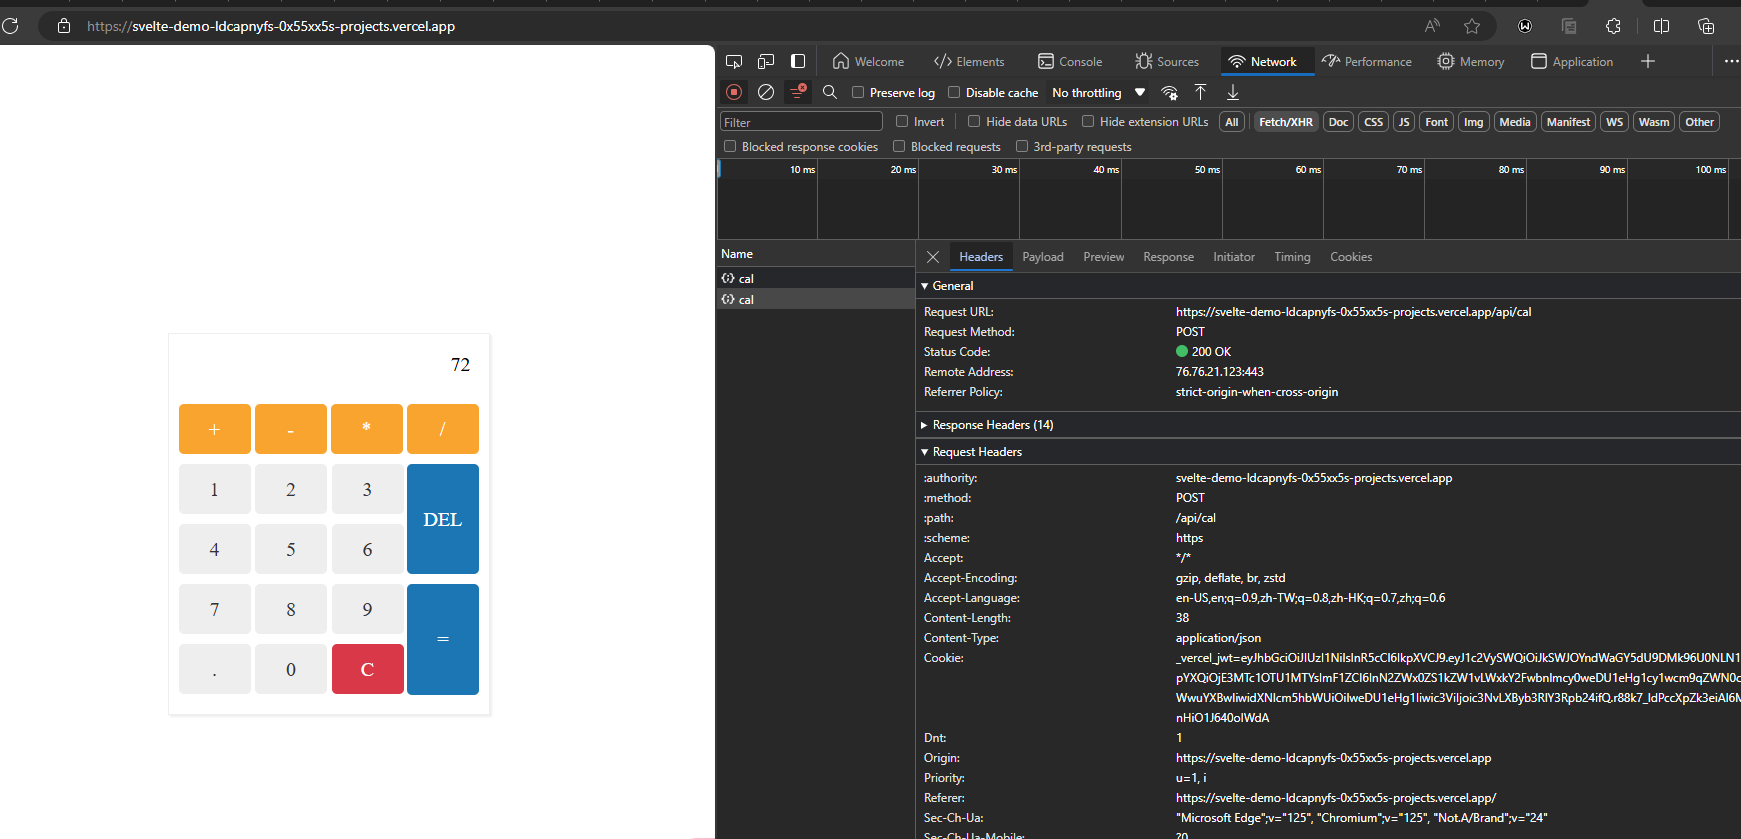 https://svelte-demo-ldcapnyfs-0x55xx5s-projects.vercel.app
Welcome Elements Console Sources Network Performance Memory Application
Preserve log Disable cache No throttling
Filter Invert Hide data URLs Hide extension URLs All Fetch/XHR Doc CSS JS Font Img Media Manifest WS Wasm Other
Blocked response cookies Blocked requests 3rd-party requests
10 ms 20 ms 30 ms 40 ms 50 ms 60 ms 70 ms 80 ms 90 ms 100 ms
72
+ - * /
1 2 3 DEL
4 5 6
7 8 9 =
. 0 C
Name
cal
cal
Headers Payload Preview Response Initiator Timing Cookies
General
Request URL: https://svelte-demo-ldcapnyfs-0x55xx5s-projects.vercel.app/api/cal
Request Method: POST
Status Code: 200 OK
Remote Address: 76.76.21.123:443
Referrer Policy: strict-origin-when-cross-origin
Response Headers (14)
Request Headers
:authority: svelte-demo-ldcapnyfs-0x55xx5s-projects.vercel.app
:method: POST
:path: /api/cal
:scheme: https
Accept: */*
Accept-Encoding: gzip, deflate, br, zstd
Accept-Language: en-US,en;q=0.9,zh-TW;q=0.8,zh-HK;q=0.7,zh;q=0.6
Content-Length: 38
Content-Type: application/json
Cookie:
Dnt: 1
Origin: https://svelte-demo-ldcapnyfs-0x55xx5s-projects.vercel.app
Priority: u=1, i
Referer: https://svelte-demo-ldcapnyfs-0x55xx5s-projects.vercel.app/
Sec-Ch-Ua: "Microsoft Edge";v="125", "Chromium";v="125", "Not.A/Brand";v="24"
Sec-Ch-Ua-Mobile: ?0